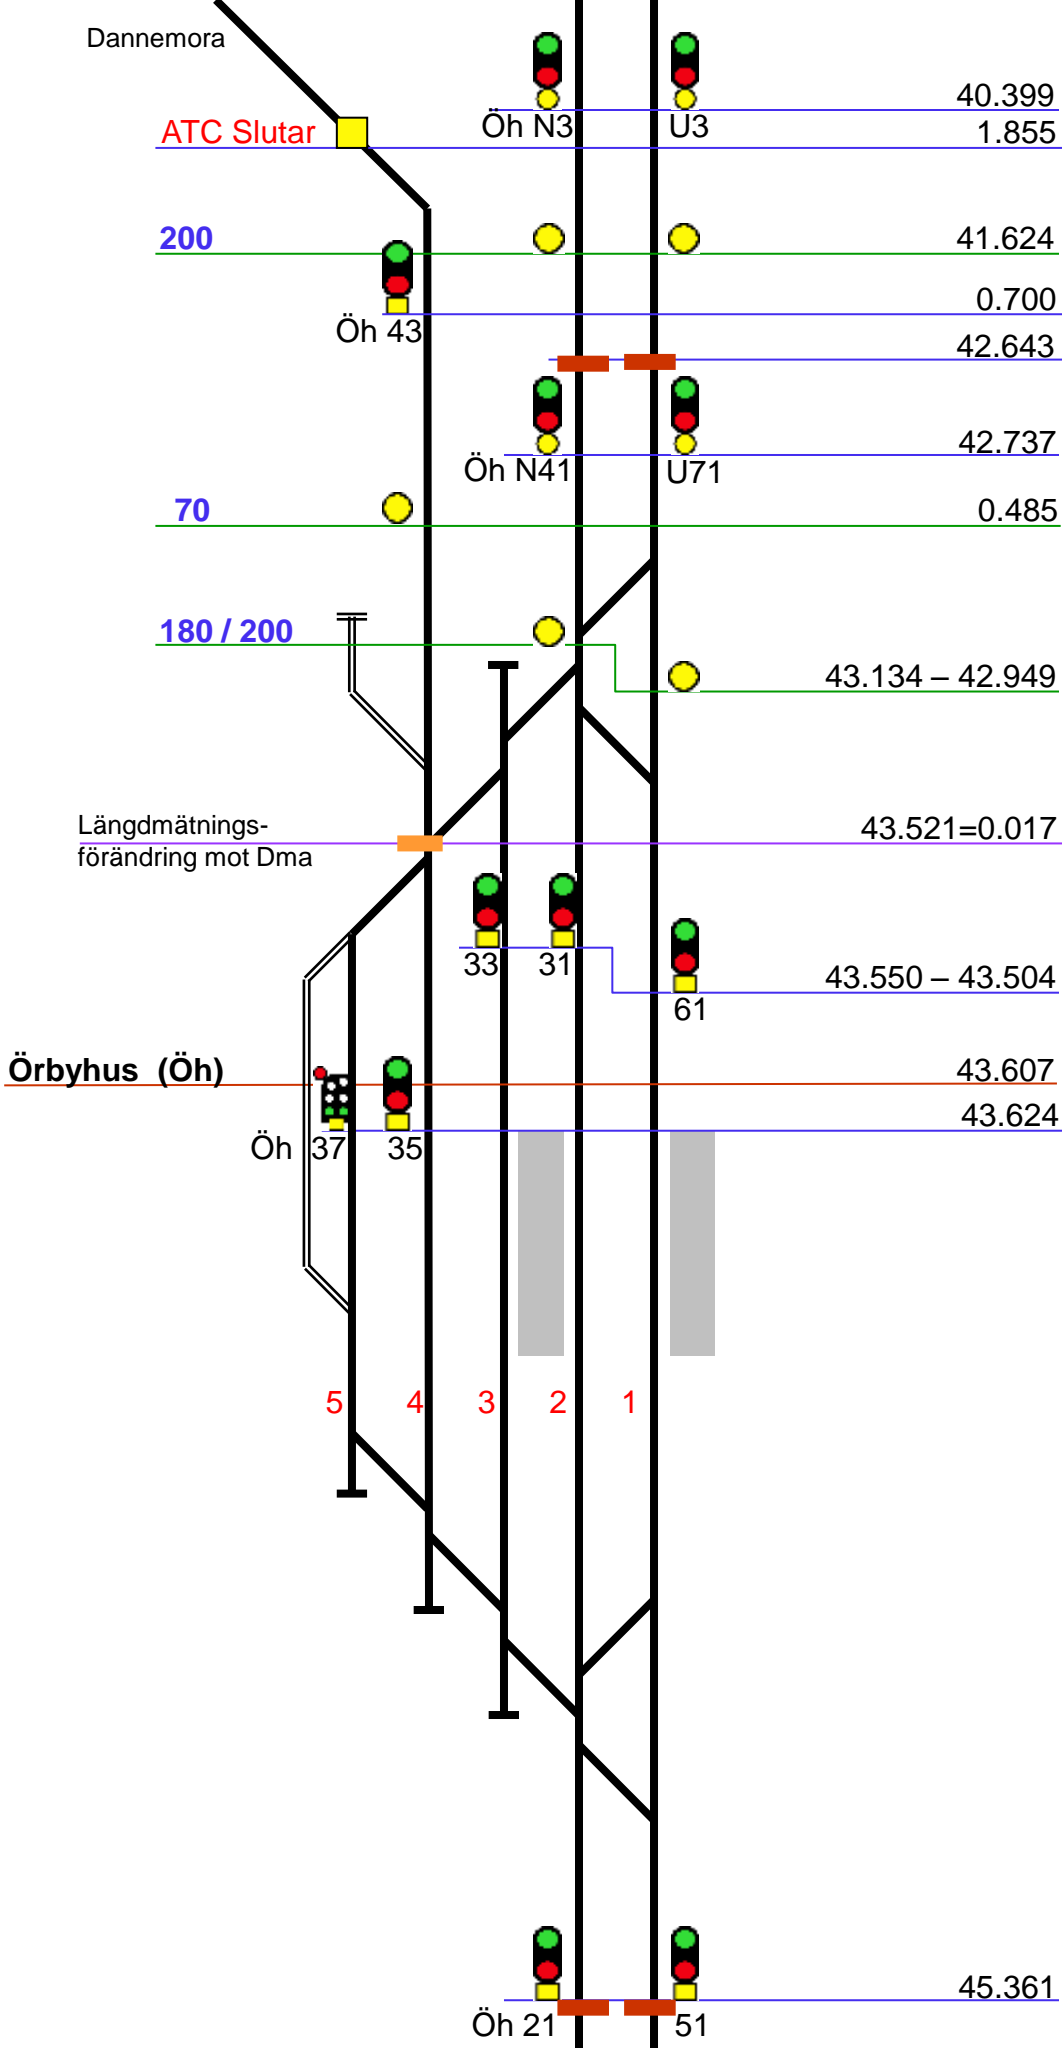 Dannemora
40.399
Öh N3
U3
ATC Slutar
1.855
200
41.624
0.700
Öh 43
42.643
42.737
Öh N41
U71
70
0.485
180 / 200
43.134 – 42.949
Längdmätnings-
förändring mot Dma
43.521=0.017
33
31
43.550 – 43.504
61
Örbyhus (Öh)
43.607
43.624
Öh 37
35
5
4
3
2
1
45.361
Öh 21
51